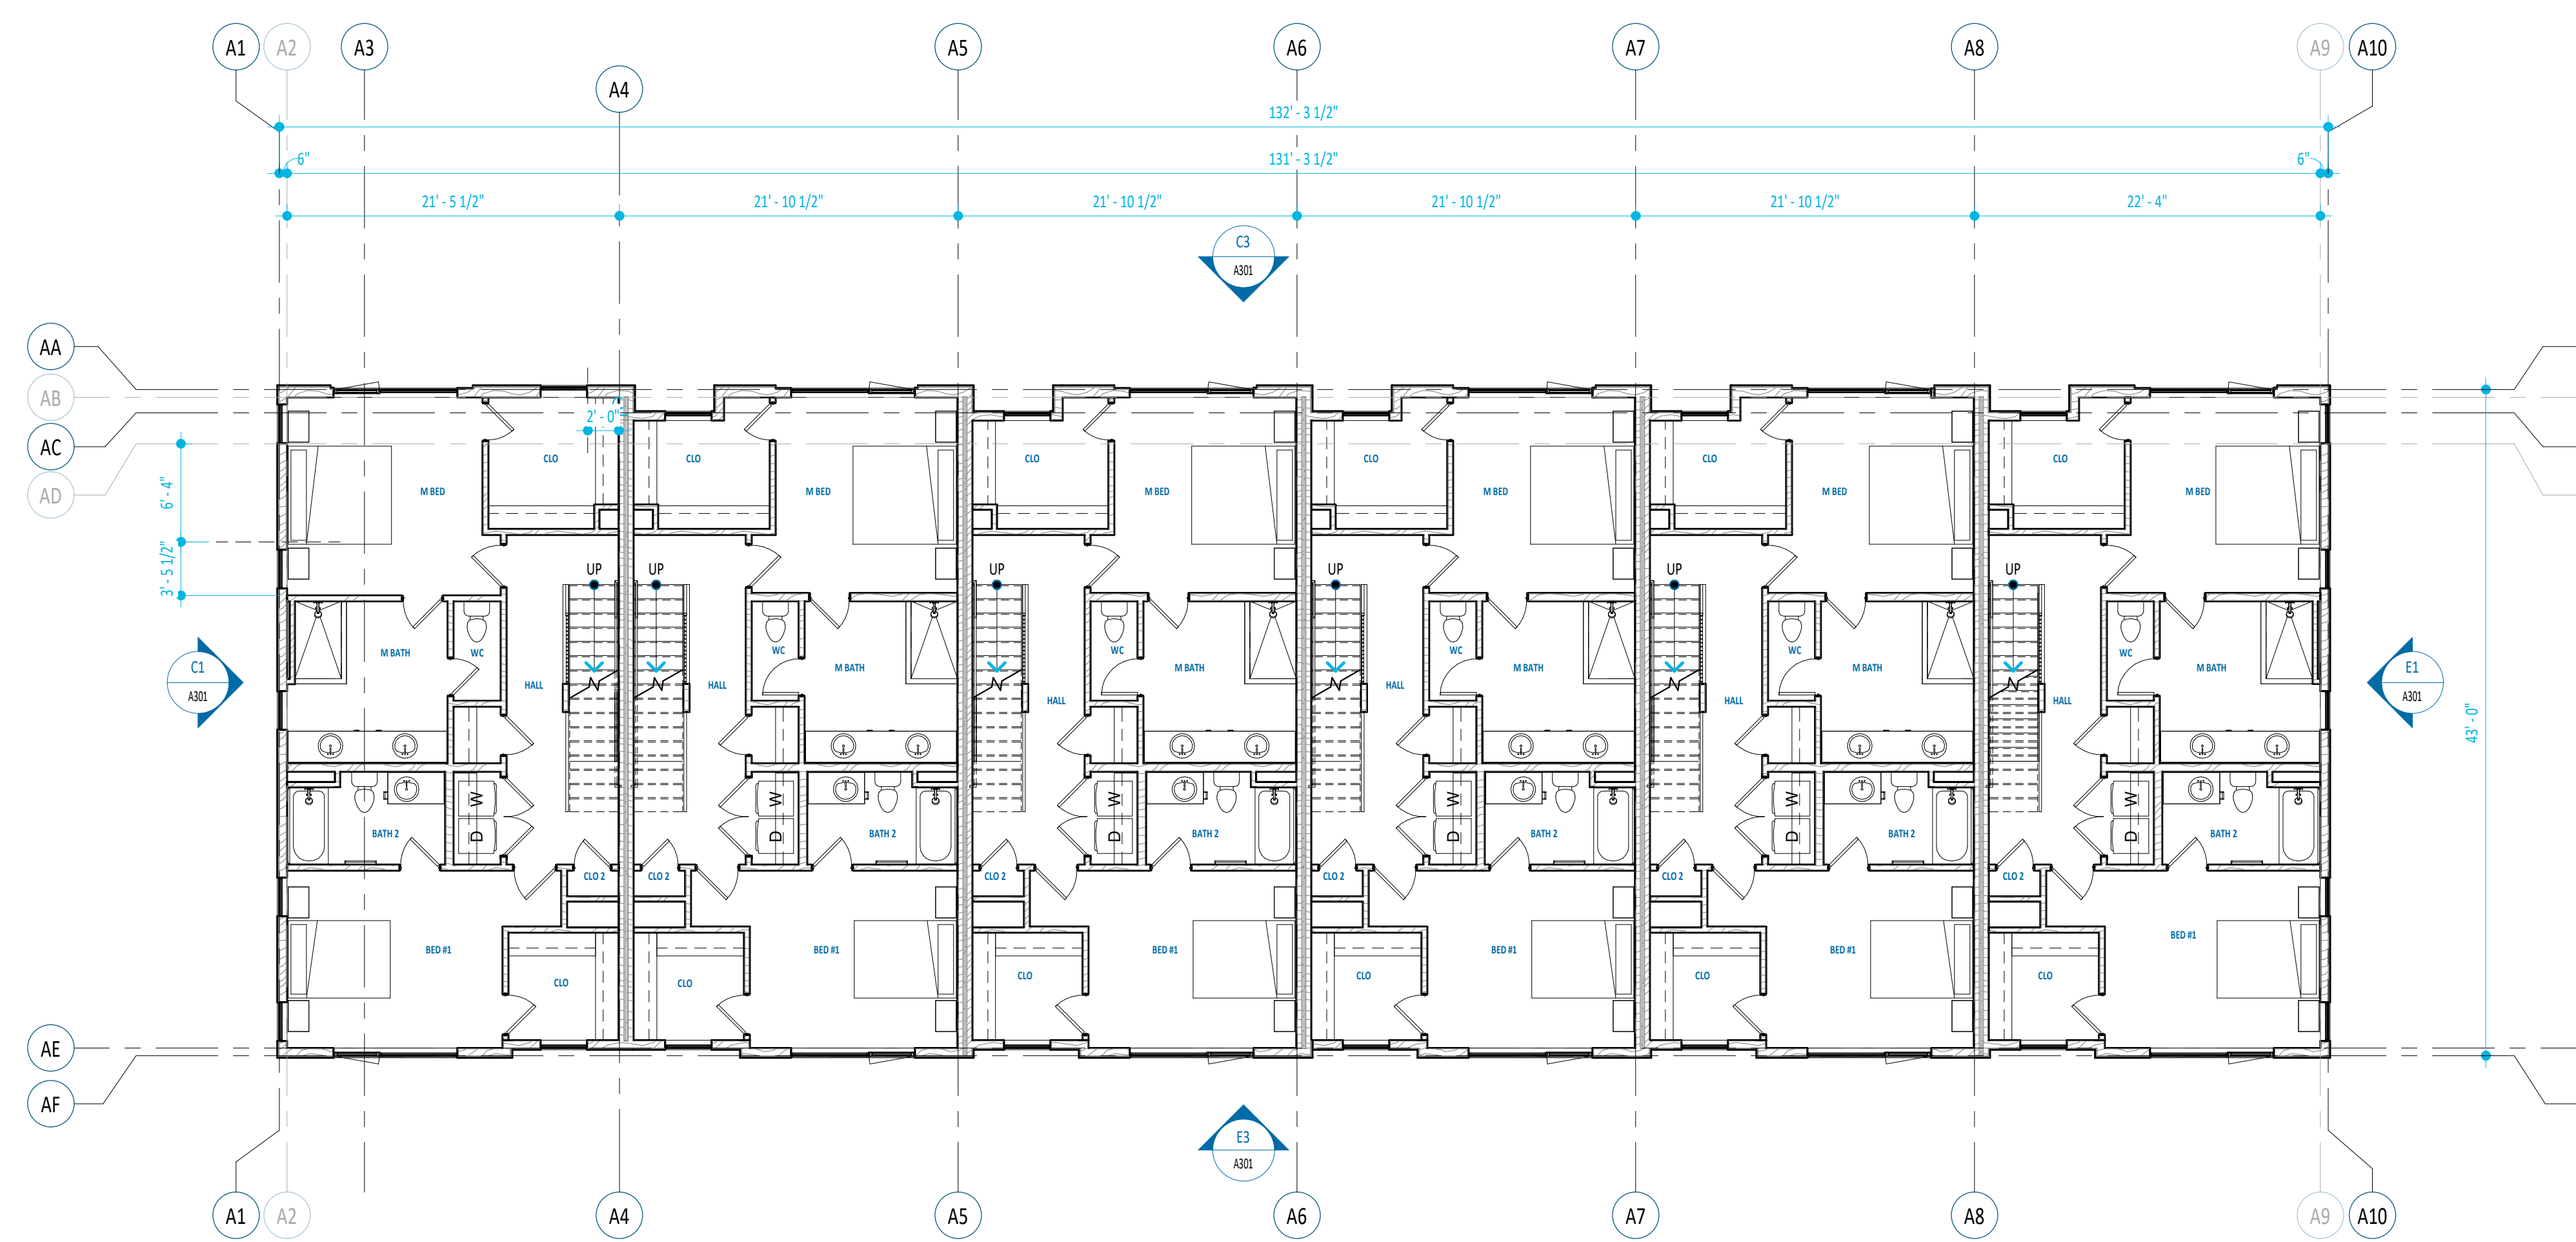 A1 A2 A3 A5 A6 A7 A8 A9 A10
A4
132' - 3 1/2"
6" 131' - 3 1/2" 6"
21' - 5 1/2" 21' - 10 1/2" 21' - 10 1/2" 21' - 10 1/2" 21' - 10 1/2" 22' - 4"
C3
A301
AA
AB
AC
AD
2' - 0"
CLO CLO CLO CLO CLO CLO
M BED M BED M BED M BED M BED M BED
6' - 4"
3' - 5 1/2"
UP UP UP UP UP UP
M BATH WC WC WC WC WC WC
M BATH M BATH M BATH M BATH M BATH
C1
A301
E1
A301
HALL HALL HALL HALL HALL HALL
43' - 0"
W W W W W W
D D D D D D
BATH 2 BATH 2 BATH 2 BATH 2 BATH 2 BATH 2
CLO 2 CLO 2 CLO 2 CLO 2 CLO 2 CLO 2
BED #1 BED #1 BED #1 BED #1 BED #1 BED #1
CLO CLO CLO CLO CLO CLO
AE
AF
E3
A301
A1 A2 A4 A5 A6 A7 A8 A9 A10